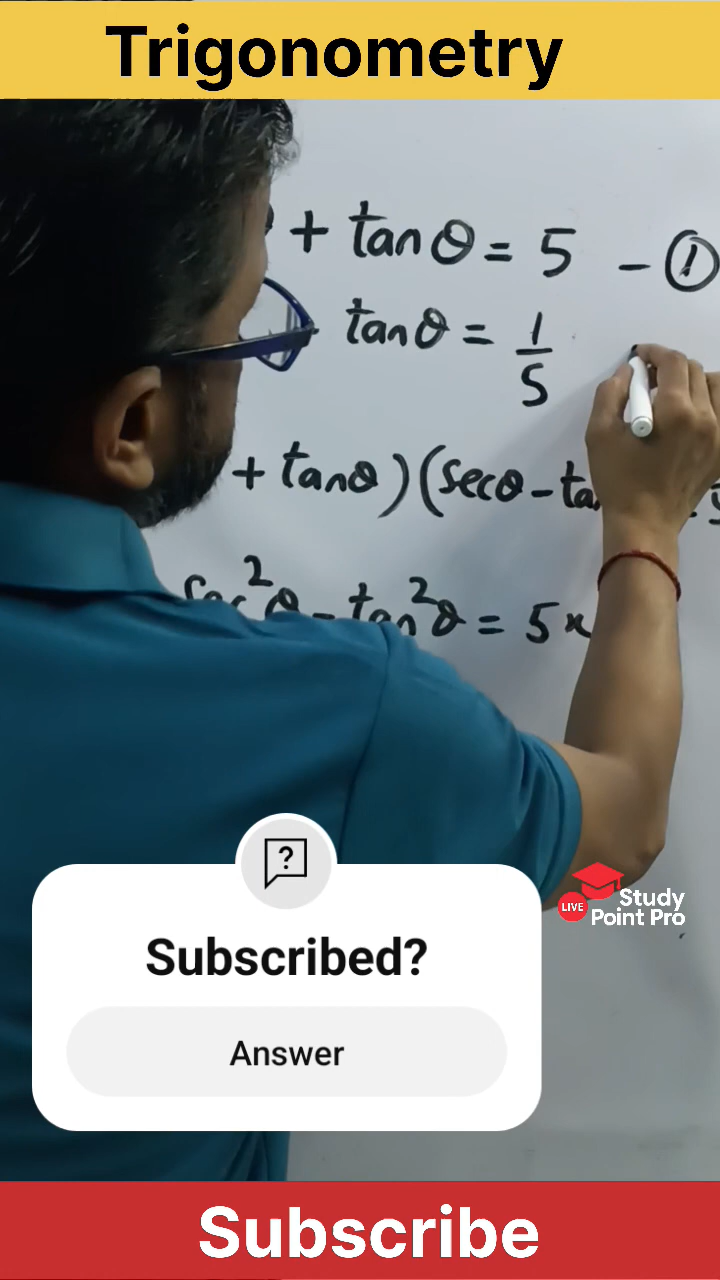 Trigonometry
+ tanθ = 5 - ①
tanθ = 1/5
+ tanθ)(secθ - ta
sec²θ - tan²θ = 5×
?
Subscribed?
Answer
LIVE Study
Point Pro
Subscribe